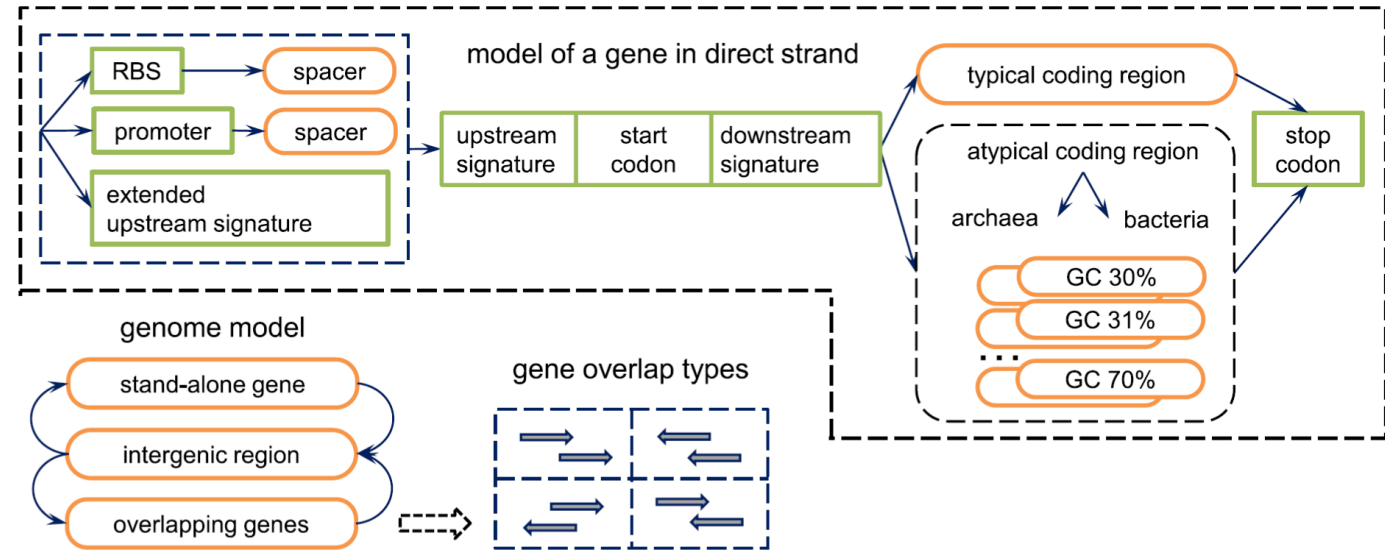 model of a gene in direct strand
RBS
spacer
promoter
spacer
extended
upstream signature
upstream
signature
start
codon
downstream
signature
typical coding region
atypical coding region
archaea
bacteria
GC 30%
GC 31%
...
GC 70%
stop
codon
genome model
stand-alone gene
intergenic region
overlapping genes
gene overlap types